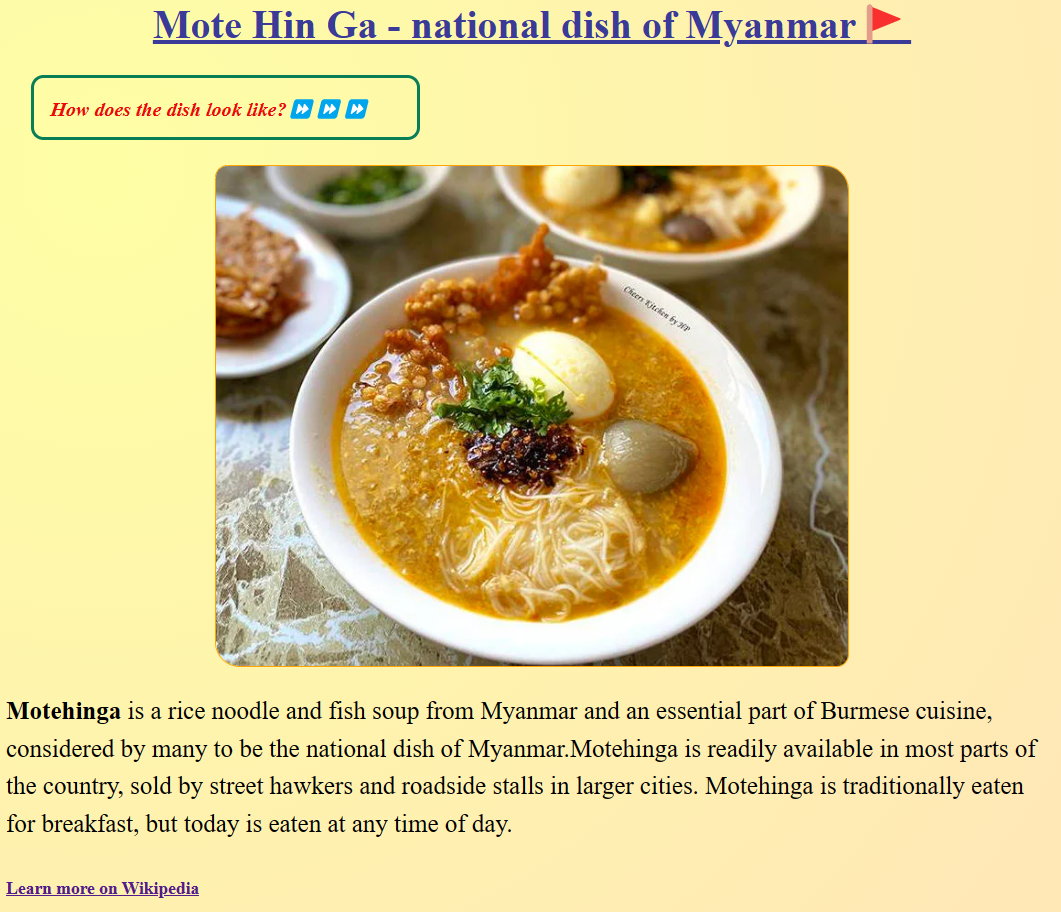 Mote Hin Ga - national dish of Myanmar 🚩
How does the dish look like? ⏩ ⏩ ⏩
Cheers Kitchen by HP
Motehinga is a rice noodle and fish soup from Myanmar and an essential part of Burmese cuisine,
considered by many to be the national dish of Myanmar.Motehinga is readily available in most parts of
the country, sold by street hawkers and roadside stalls in larger cities. Motehinga is traditionally eaten
for breakfast, but today is eaten at any time of day.
Learn more on Wikipedia